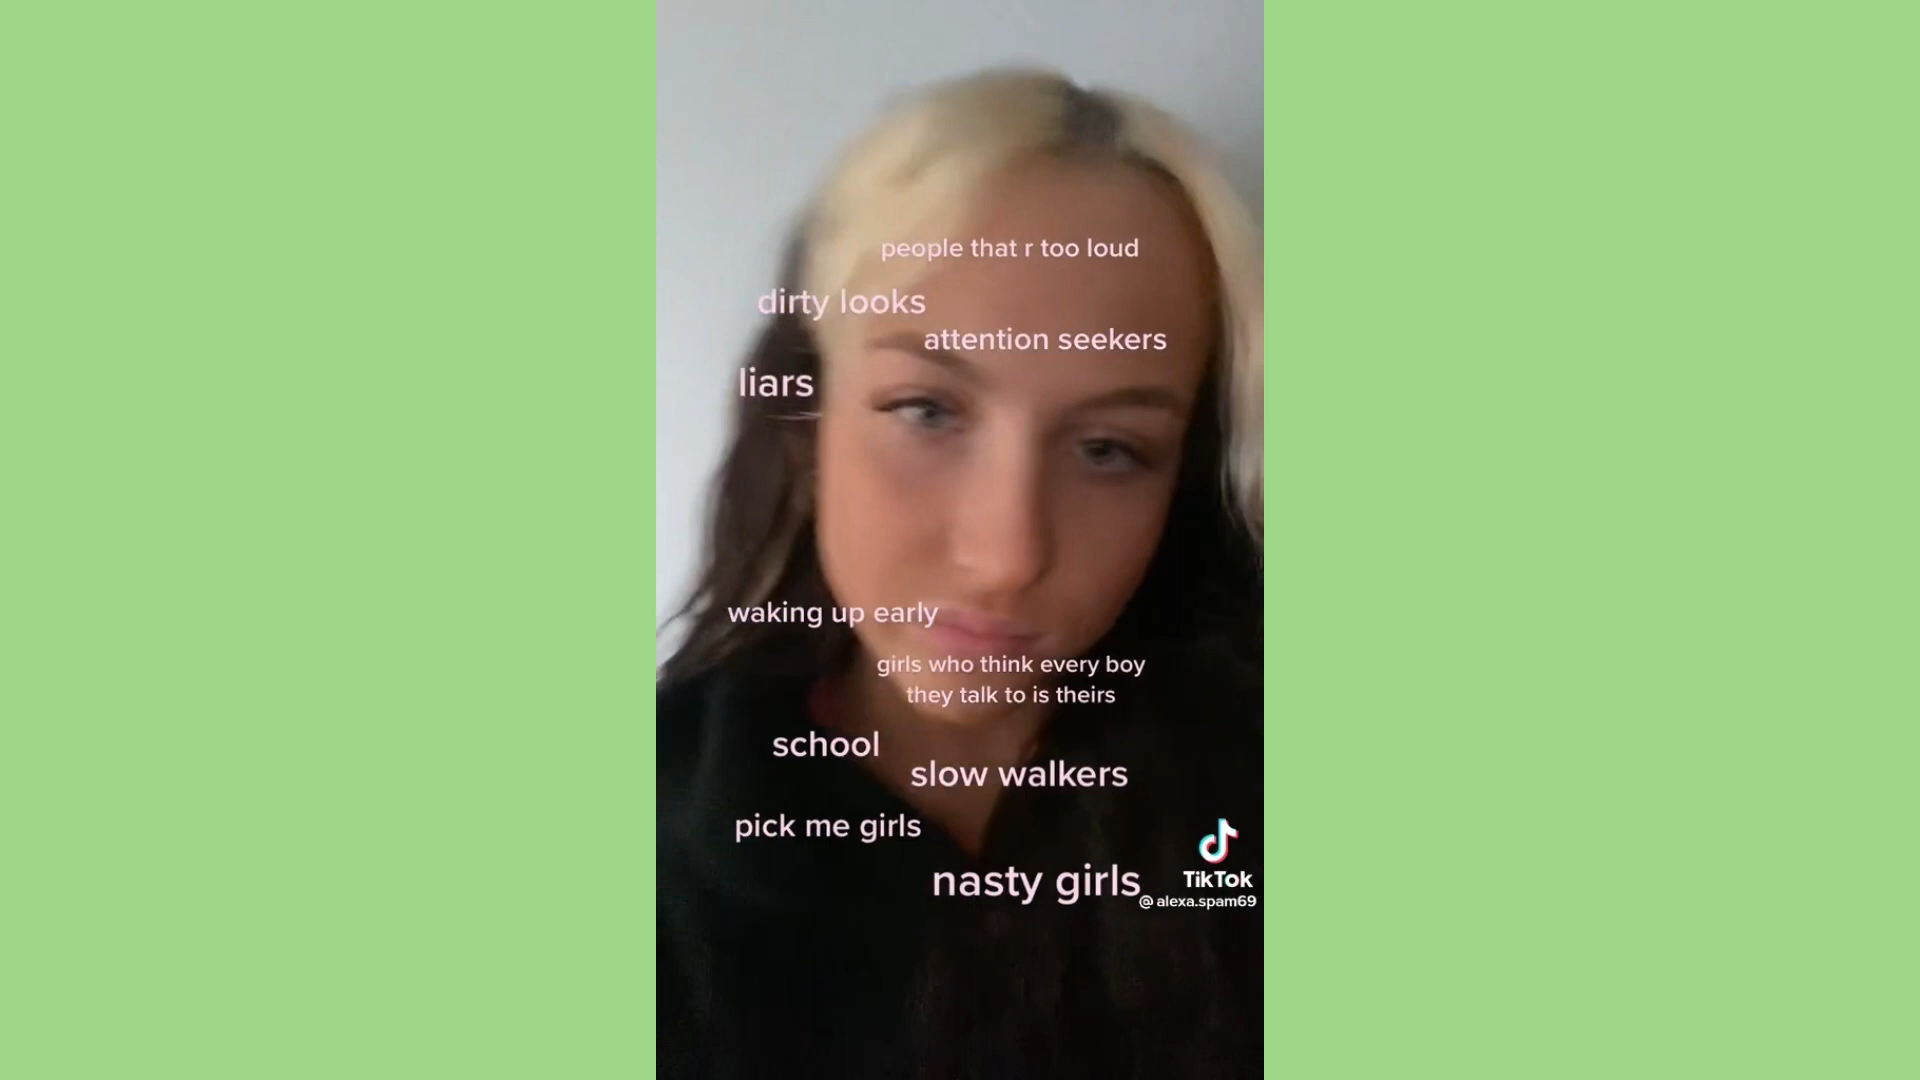 people that r too loud
dirty looks
attention seekers
liars
waking up early
girls who think every boy
they talk to is theirs
school
slow walkers
pick me girls
nasty girls
TikTok
@alexa.spam69